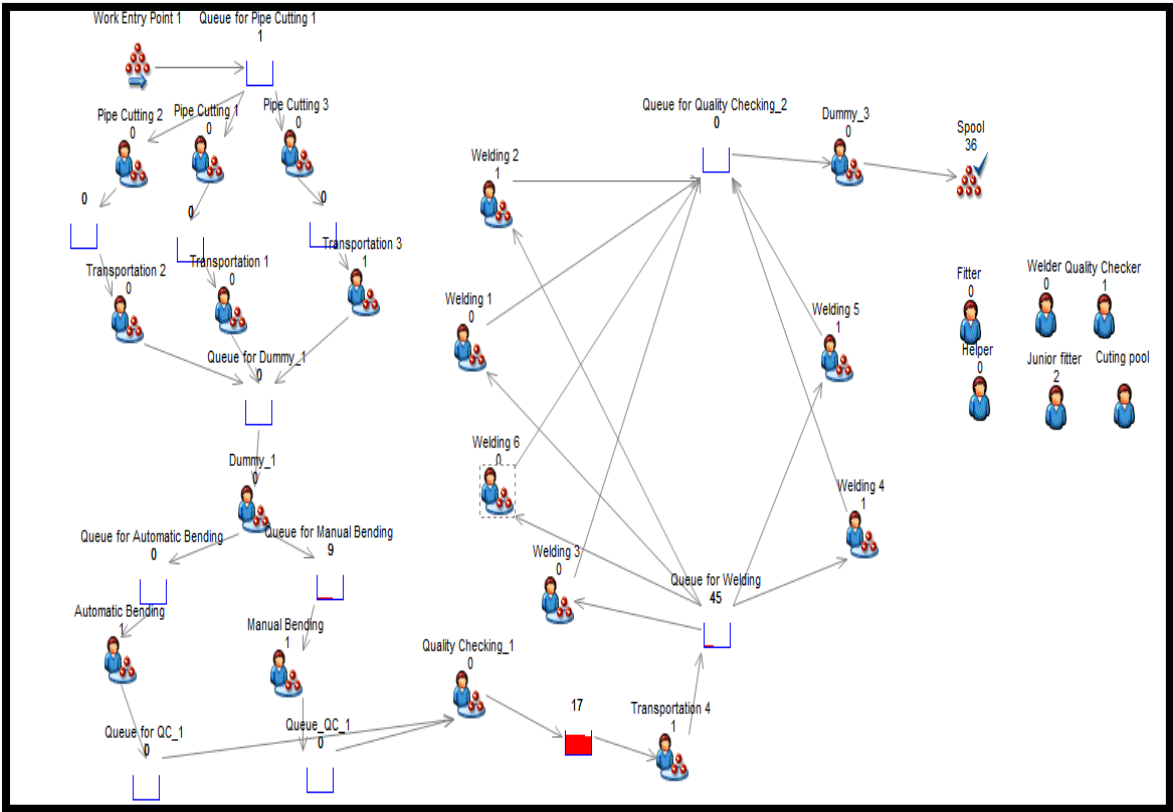 Work Entry Point 1
Queue for Pipe Cutting 1
1
Pipe Cutting 2
0
Pipe Cutting 1
0
Pipe Cutting 3
0
0
0
0
Transportation 2
0
Transportation 1
0
Transportation 3
1
Queue for Dummy_1
0
Dummy_1
0
Queue for Automatic Bending
0
Queue for Manual Bending
9
Automatic Bending
1
Manual Bending
1
Queue for QC_1
0
Queue_QC_1
0
Quality Checking_1
0
17
Transportation 4
1
Queue for Welding
45
Welding 3
0
Welding 6
0
Welding 1
0
Welding 2
1
Welding 4
1
Welding 5
1
Queue for Quality Checking_2
0
Dummy_3
0
Spool
36
Fitter
0
Welder
0
Quality Checker
1
Helper
0
Junior fitter
2
Cuting pool